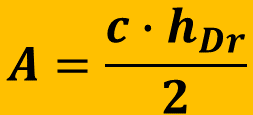 A = c · h_Dr / 2